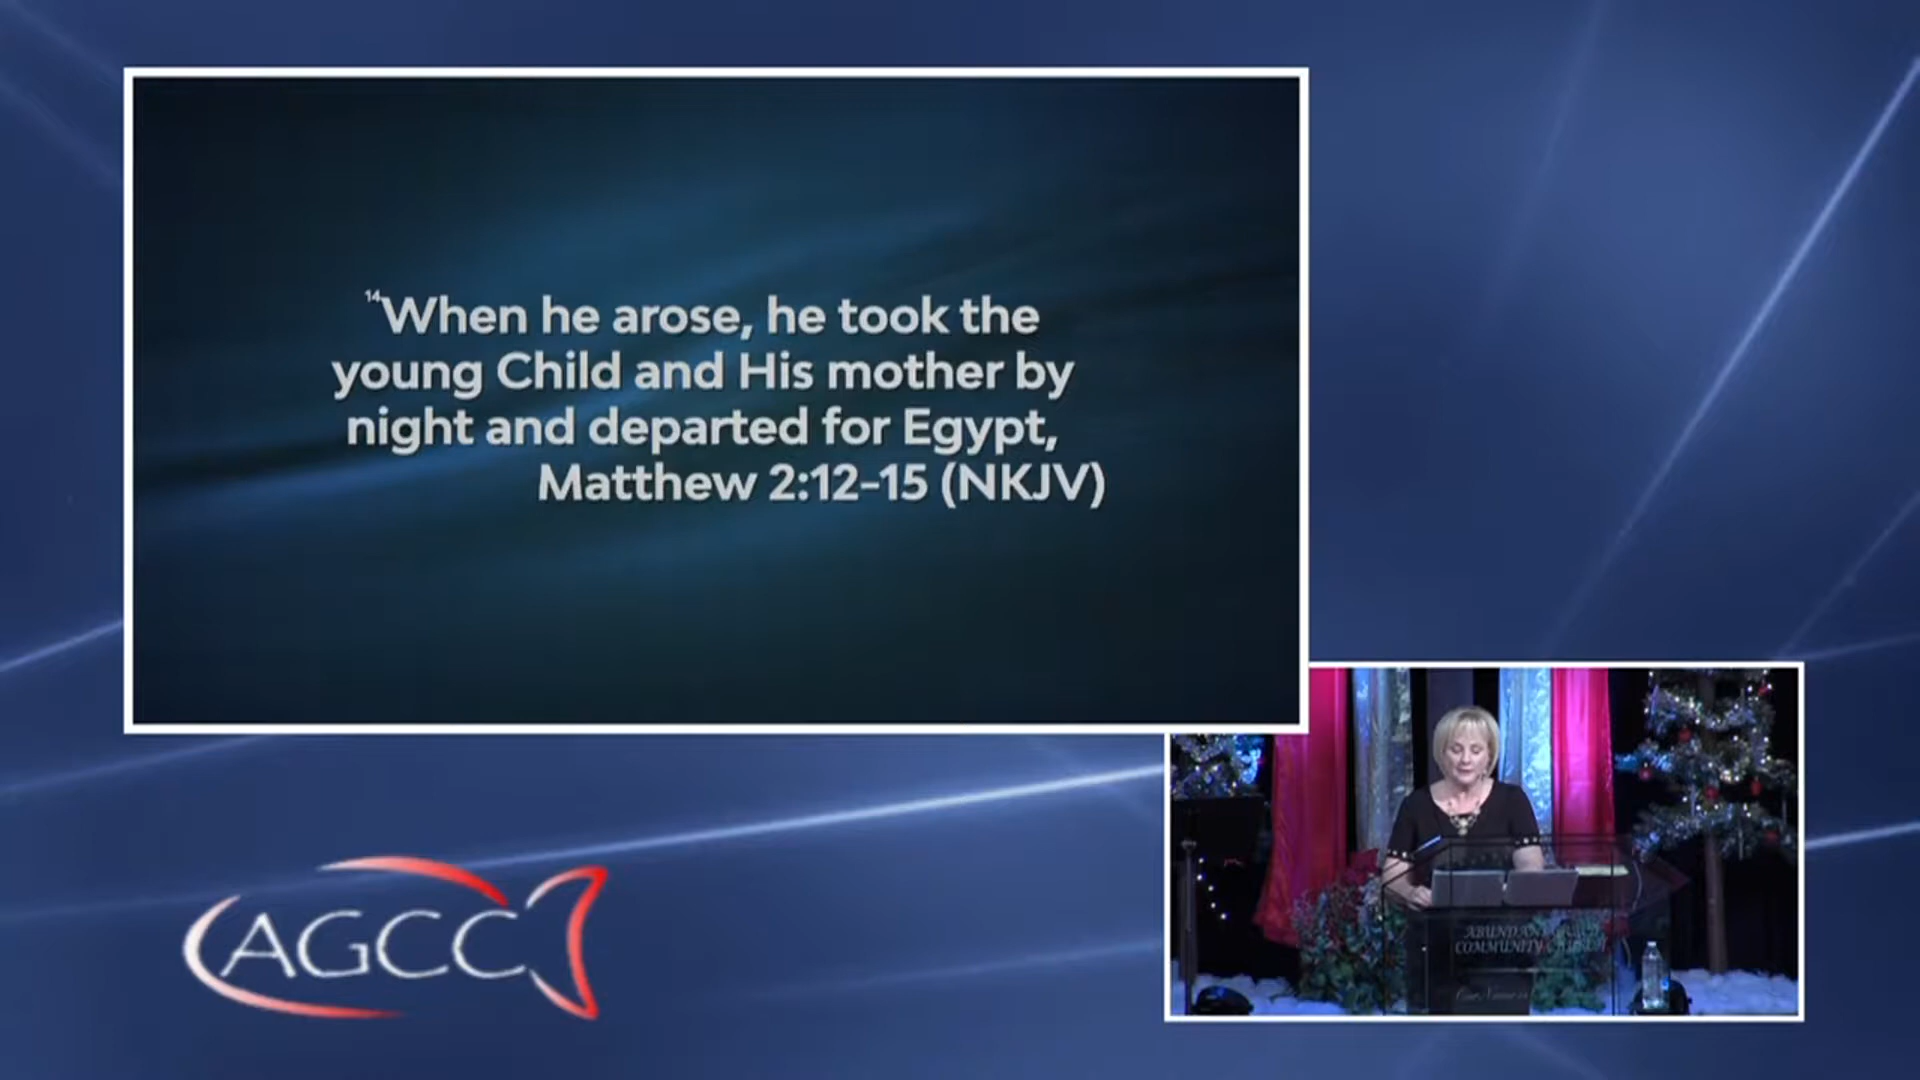 ¹⁴When he arose, he took the
young Child and His mother by
night and departed for Egypt,
Matthew 2:12-15 (NKJV)
AGCC
COMMUNITY CHURCH